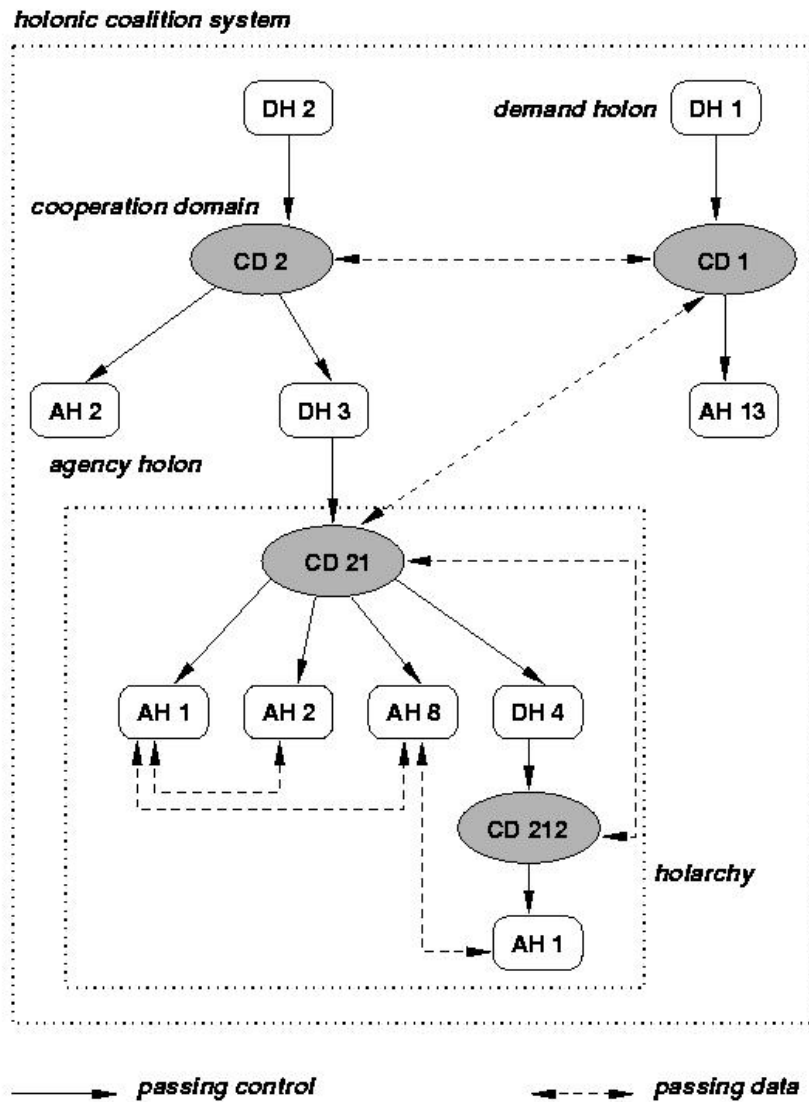 holonic coalition system
DH 2
demand holon
DH 1
cooperation domain
CD 2
CD 1
AH 2
DH 3
AH 13
agency holon
CD 21
AH 1
AH 2
AH 8
DH 4
CD 212
holarchy
AH 1
passing control
passing data